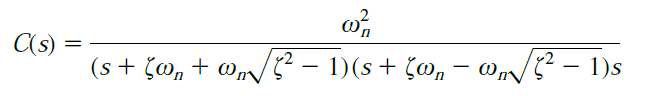 C(s) = ω_n^2 / ((s + ζω_n + ω_n√(ζ^2 − 1))(s + ζω_n − ω_n√(ζ^2 − 1))s)